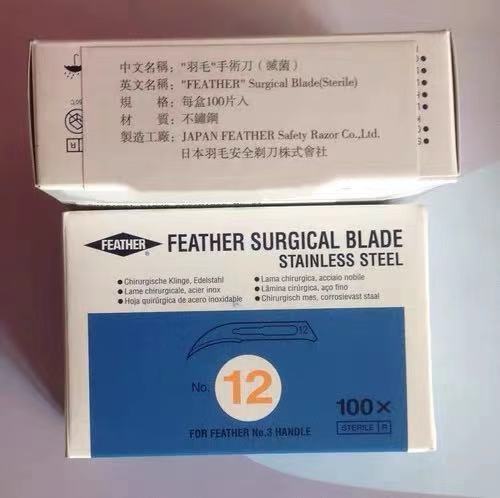 中文名稱："羽毛"手術刀（滅菌）
英文名稱："FEATHER" Surgical Blade(Sterile)
規　格：每盒100片入
材　質：不鏽鋼
製造工廠：JAPAN FEATHER Safety Razor Co.,Ltd.
日本羽毛安全剃刀株式會社
FEATHER®
FEATHER SURGICAL BLADE
STAINLESS STEEL
●Chirurgische Klinge, Edelstahl
●Lame chirurgicale, acier inox
●Hoja quirúrgica de acero inoxidable
●Lama chirurgica, acciaio nobile
●Lâmina cirúrgica, aço fino
●Chirurgisch mes, corrosievast staal
12
No. 12
100×
STERILE R
FOR FEATHER No.3 HANDLE